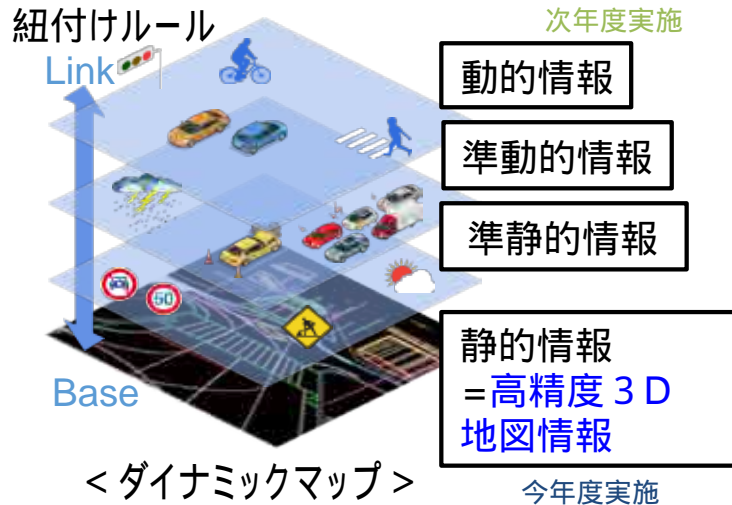 紐付けルール
次年度実施
Link
動的情報
準動的情報
準静的情報
50
静的情報
=高精度３Ｄ
地図情報
Base
＜ダイナミックマップ＞
今年度実施